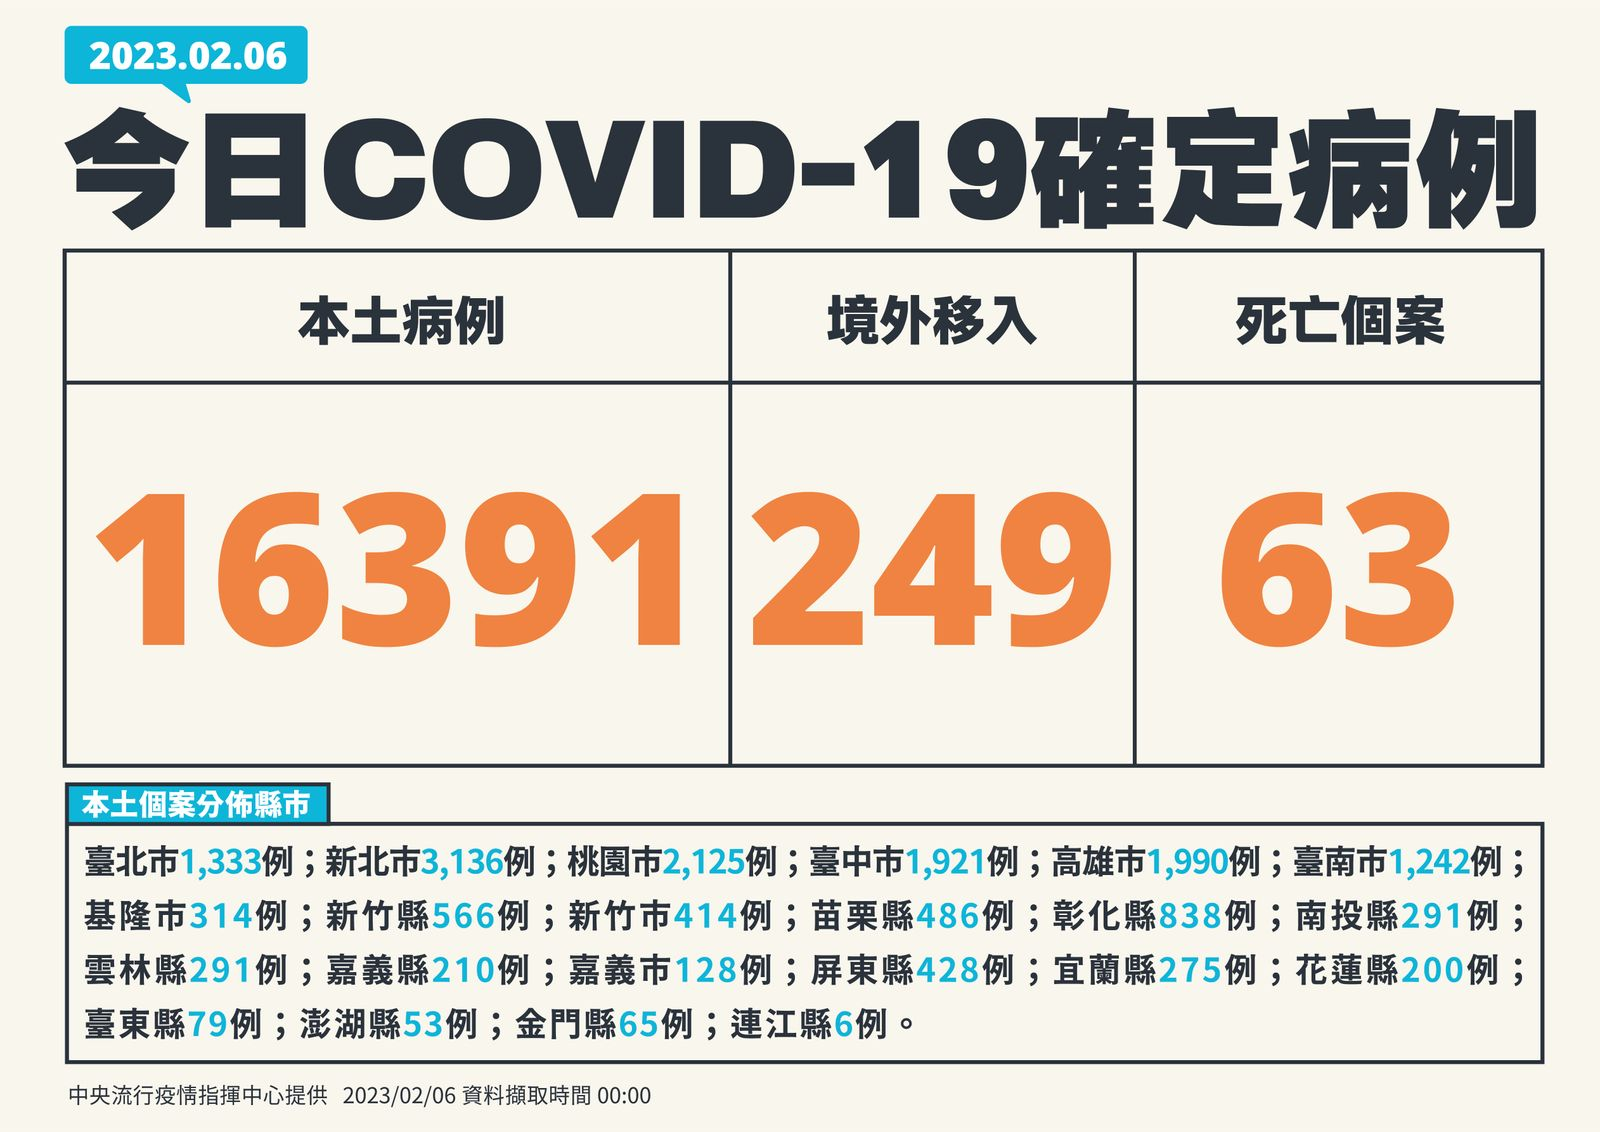 2023.02.06
今日COVID-19確定病例
本土病例 境外移入 死亡個案
16391 249 63
本土個案分佈縣市
臺北市1,333例；新北市3,136例；桃園市2,125例；臺中市1,921例；高雄市1,990例；臺南市1,242例；
基隆市314例；新竹縣566例；新竹市414例；苗栗縣486例；彰化縣838例；南投縣291例；
雲林縣291例；嘉義縣210例；嘉義市128例；屏東縣428例；宜蘭縣275例；花蓮縣200例；
臺東縣79例；澎湖縣53例；金門縣65例；連江縣6例。
中央流行疫情指揮中心提供 2023/02/06 資料擷取時間 00:00